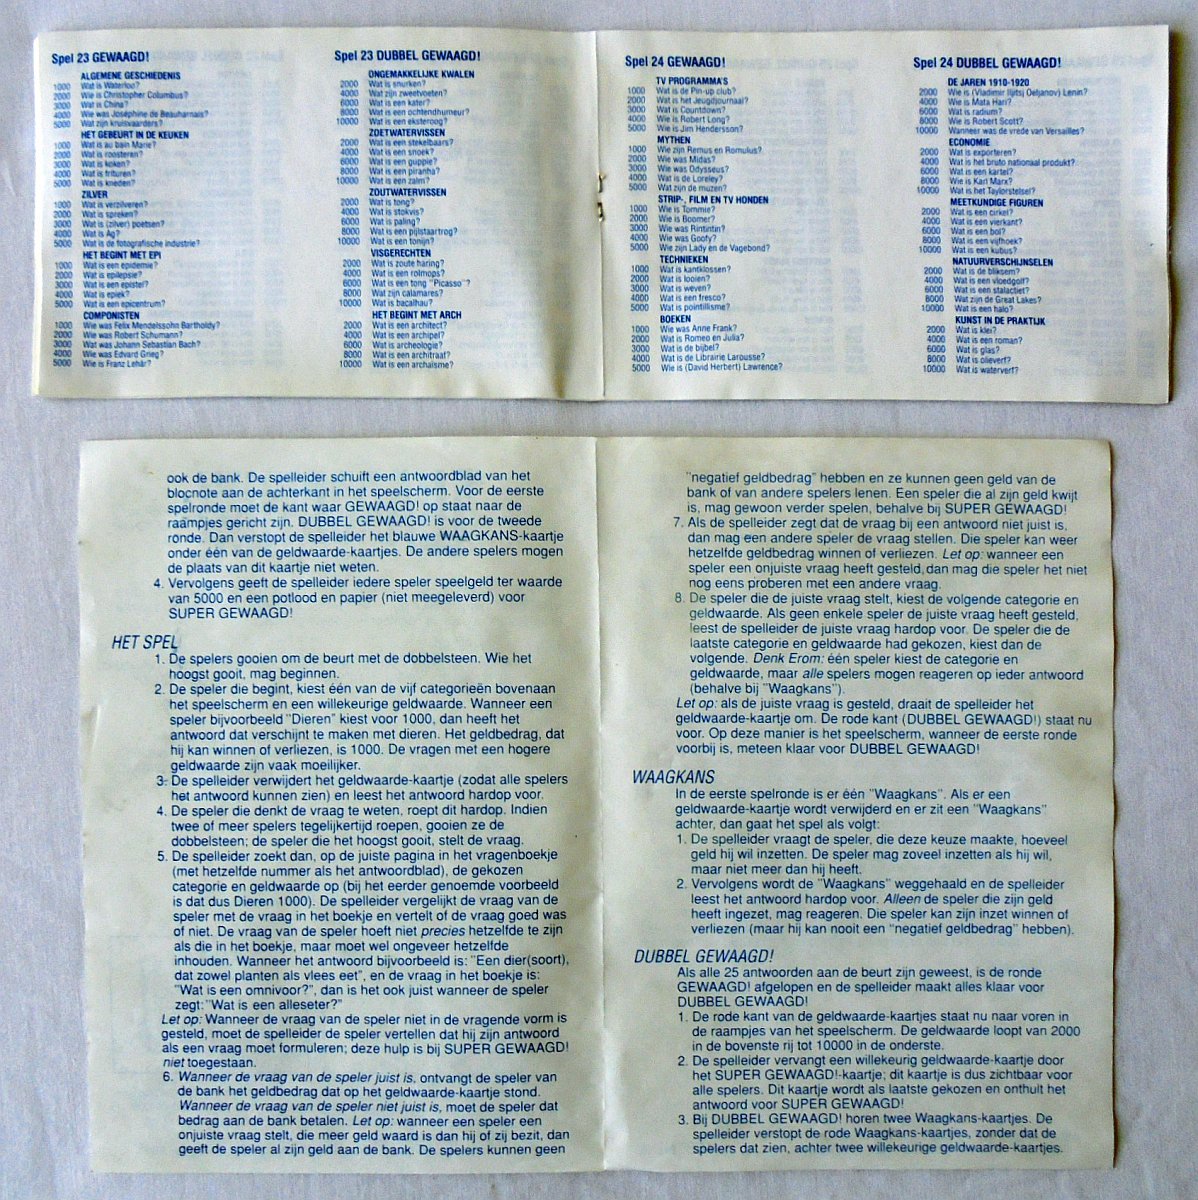 Spel 23 GEWAAGD!
ALGEMENE GESCHIEDENIS
1000 Wat is Waterloo?
2000 Wie is Christopher Columbus?
3000 Wat is China?
4000 Wie was Joséphine de Beauharnais?
5000 Wat zijn kruisvaarders?
HET GEBEURT IN DE KEUKEN
1000 Wat is au bain Marie?
2000 Wat is roosteren?
3000 Wat is koken?
4000 Wat is frituren?
5000 Wat is kneden?
ZILVER
1000 Wat is verzilveren?
2000 Wat is spreken?
3000 Wat is (zilver) poetsen?
4000 Wat is Ag?
5000 Wat is de fotografische industrie?
HET BEGINT MET EPI
1000 Wat is een epidemie?
2000 Wat is epilepsie?
3000 Wat is een epistel?
4000 Wat is epiek?
5000 Wat is een epicentrum?
COMPONISTEN
1000 Wie was Felix Mendelssohn Bartholdy?
2000 Wie was Robert Schumann?
3000 Wat was Johann Sebastian Bach?
4000 Wie was Edvard Grieg?
5000 Wie is Franz Lehár?
Spel 23 DUBBEL GEWAAGD!
ONGEMAKKELIJKE KWALEN
2000 Wat is snurken?
4000 Wat zijn zweetvoeten?
6000 Wat is een kater?
8000 Wat is een ochtendhumeur?
10000 Wat is een eksteroog?
ZOETWATERVISSEN
2000 Wat is een stekelbaars?
4000 Wat is een snoek?
6000 Wat is een guppie?
8000 Wat is een piranha?
10000 Wat is een zalm?
ZOUTWATERVISSEN
2000 Wat is tong?
4000 Wat is stokvis?
6000 Wat is paling?
8000 Wat is een pijlstaartrog?
10000 Wat is een tonijn?
VISGERECHTEN
2000 Wat is zoute haring?
4000 Wat is een rolmops?
6000 Wat is een tong "Picasso"?
8000 Wat zijn calamares?
10000 Wat is bacalhau?
HET BEGINT MET ARCH
2000 Wat is een architect?
4000 Wat is een archipel?
6000 Wat is archeologie?
8000 Wat is een architraaf?
10000 Wat is een archaïsme?
Spel 24 GEWAAGD!
TV PROGRAMMA'S
1000 Wat is de Pin-up club?
2000 Wat is het Jeugdjournaal?
3000 Wat is Countdown?
4000 Wie is Robert Long?
5000 Wie is Jim Hendersson?
MYTHEN
1000 Wie zijn Remus en Romulus?
2000 Wie was Midas?
3000 Wie was Odysseus?
4000 Wat is de Loreley?
5000 Wat zijn de muzen?
STRIP-, FILM EN TV HONDEN
1000 Wie is Tommie?
2000 Wie is Boomer?
3000 Wie was Rintintin?
4000 Wie was Goofy?
5000 Wie zijn Lady en de Vagebond?
TECHNIEKEN
1000 Wat is kantklossen?
2000 Wat is looien?
3000 Wat is weven?
4000 Wat is een fresco?
5000 Wat is pointillisme?
BOEKEN
1000 Wie was Anne Frank?
2000 Wat is Romeo en Julia?
3000 Wat is de bijbel?
4000 Wat is de Librairie Larousse?
5000 Wie is (David Herbert) Lawrence?
Spel 24 DUBBEL GEWAAGD!
DE JAREN 1910-1920
2000 Wie is (Vladimir Iljitsj Oeljanov) Lenin?
4000 Wie is Mata Hari?
6000 Wat is radium?
8000 Wie is Robert Scott?
10000 Wanneer was de vrede van Versailles?
ECONOMIE
2000 Wat is exporteren?
4000 Wat is het bruto nationaal produkt?
6000 Wat is een kartel?
8000 Wie is Karl Marx?
10000 Wat is het Taylorstelsel?
MEETKUNDIGE FIGUREN
2000 Wat is een cirkel?
4000 Wat is een vierkant?
6000 Wat is een bol?
8000 Wat is een vijfhoek?
10000 Wat is een kubus?
NATUURVERSCHIJNSELEN
2000 Wat is de bliksem?
4000 Wat is een vloedgolf?
6000 Wat is een stalactiet?
8000 Wat zijn de Great Lakes?
10000 Wat is een halo?
KUNST IN DE PRAKTIJK
2000 Wat is klei?
4000 Wat is een roman?
6000 Wat is glas?
8000 Wat is olieverf?
10000 Wat is waterverf?
ook de bank. De spelleider schuift een antwoordblad van het
blocnote aan de achterkant in het speelscherm. Voor de eerste
spelronde moet de kant waar GEWAAGD! op staat naar de
raampjes gericht zijn. DUBBEL GEWAAGD! is voor de tweede
ronde. Dan verstopt de spelleider het blauwe WAAGKANS-kaartje
onder één van de geldwaarde-kaartjes. De andere spelers mogen
de plaats van dit kaartje niet weten.
4. Vervolgens geeft de spelleider iedere speler speelgeld ter waarde
van 5000 en een potlood en papier (niet meegeleverd) voor
SUPER GEWAAGD!
HET SPEL
1. De spelers gooien om de beurt met de dobbelsteen. Wie het
hoogst gooit, mag beginnen.
2. De speler die begint, kiest één van de vijf categorieën bovenaan
het speelscherm en een willekeurige geldwaarde. Wanneer een
speler bijvoorbeeld "Dieren" kiest voor 1000, dan heeft het
antwoord dat verschijnt te maken met dieren. Het geldbedrag, dat
hij kan winnen of verliezen, is 1000. De vragen met een hogere
geldwaarde zijn vaak moeilijker.
3. De spelleider verwijdert het geldwaarde-kaartje (zodat alle spelers
het antwoord kunnen zien) en leest het antwoord hardop voor.
4. De speler die denkt de vraag te weten, roept dit hardop. Indien
twee of meer spelers tegelijkertijd roepen, gooien ze de
dobbelsteen; de speler die het hoogst gooit, stelt de vraag.
5. De spelleider zoekt dan, op de juiste pagina in het vragenboekje
(met hetzelfde nummer als het antwoordblad), de gekozen
categorie en geldwaarde op (bij het eerder genoemde voorbeeld
is dat dus Dieren 1000). De spelleider vergelijkt de vraag van de
speler met de vraag in het boekje en vertelt of de vraag goed was
of niet. De vraag van de speler hoeft niet precies hetzelfde te zijn
als die in het boekje, maar moet wel ongeveer hetzelfde
inhouden. Wanneer het antwoord bijvoorbeeld is: "Een dier(soort),
dat zowel planten als vlees eet", en de vraag in het boekje is:
"Wat is een omnivoor?", dan is het ook juist wanneer de speler
zegt: "Wat is een alleseter?"
Let op: Wanneer de vraag van de speler niet in de vragende vorm is
gesteld, moet de spelleider de speler vertellen dat hij zijn antwoord
als een vraag moet formuleren; deze hulp is bij SUPER GEWAAGD!
niet toegestaan.
6. Wanneer de vraag van de speler juist is, ontvangt de speler van
de bank het geldbedrag dat op het geldwaarde-kaartje stond.
Wanneer de vraag van de speler niet juist is, moet de speler dat
bedrag aan de bank betalen. Let op: wanneer een speler een
onjuiste vraag stelt, die meer geld waard is dan hij of zij bezit, dan
geeft de speler al zijn geld aan de bank. De spelers kunnen geen
"negatief geldbedrag" hebben en ze kunnen geen geld van de
bank of van andere spelers lenen. Een speler die al zijn geld kwijt
is, mag gewoon verder spelen, behalve bij SUPER GEWAAGD!
7. Als de spelleider zegt dat de vraag bij een antwoord niet juist is,
dan mag een andere speler de vraag stellen. Die speler kan weer
hetzelfde geldbedrag winnen of verliezen. Let op: wanneer een
speler een onjuiste vraag heeft gesteld, dan mag die speler het niet
nog eens proberen met een andere vraag.
8. De speler die de juiste vraag stelt, kiest de volgende categorie en
geldwaarde. Als geen enkele speler de juiste vraag heeft gesteld,
leest de spelleider de juiste vraag hardop voor. De speler die de
laatste categorie en geldwaarde had gekozen, kiest dan de
volgende. Denk Erom: één speler kiest de categorie en
geldwaarde, maar alle spelers mogen reageren op ieder antwoord
(behalve bij "Waagkans").
Let op: als de juiste vraag is gesteld, draait de spelleider het
geldwaarde-kaartje om. De rode kant (DUBBEL GEWAAGD!) staat nu
voor. Op deze manier is het speelscherm, wanneer de eerste ronde
voorbij is, meteen klaar voor DUBBEL GEWAAGD!
WAAGKANS
In de eerste spelronde is er één "Waagkans". Als er een
geldwaarde-kaartje wordt verwijderd en er zit een "Waagkans"
achter, dan gaat het spel als volgt:
1. De spelleider vraagt de speler, die deze keuze maakte, hoeveel
geld hij wil inzetten. De speler mag zoveel inzetten als hij wil,
maar niet meer dan hij heeft.
2. Vervolgens wordt de "Waagkans" weggehaald en de spelleider
leest het antwoord hardop voor. Alleen de speler die zijn geld
heeft ingezet, mag reageren. Die speler kan zijn inzet winnen of
verliezen (maar hij kan nooit een "negatief geldbedrag" hebben).
DUBBEL GEWAAGD!
Als alle 25 antwoorden aan de beurt zijn geweest, is de ronde
GEWAAGD! afgelopen en de spelleider maakt alles klaar voor
DUBBEL GEWAAGD!
1. De rode kant van de geldwaarde-kaartjes staat nu naar voren in
de raampjes van het speelscherm. De geldwaarde loopt van 2000
in de bovenste rij tot 10000 in de onderste.
2. De spelleider vervangt een willekeurig geldwaarde-kaartje door
het SUPER GEWAAGD!-kaartje; dit kaartje is dus zichtbaar voor
alle spelers. Dit kaartje wordt als laatste gekozen en onthult het
antwoord voor SUPER GEWAAGD!
3. Bij DUBBEL GEWAAGD! horen twee Waagkans-kaartjes. De
spelleider verstopt de rode Waagkans-kaartjes, zonder dat de
spelers dat zien, achter twee willekeurige geldwaarde-kaartjes.